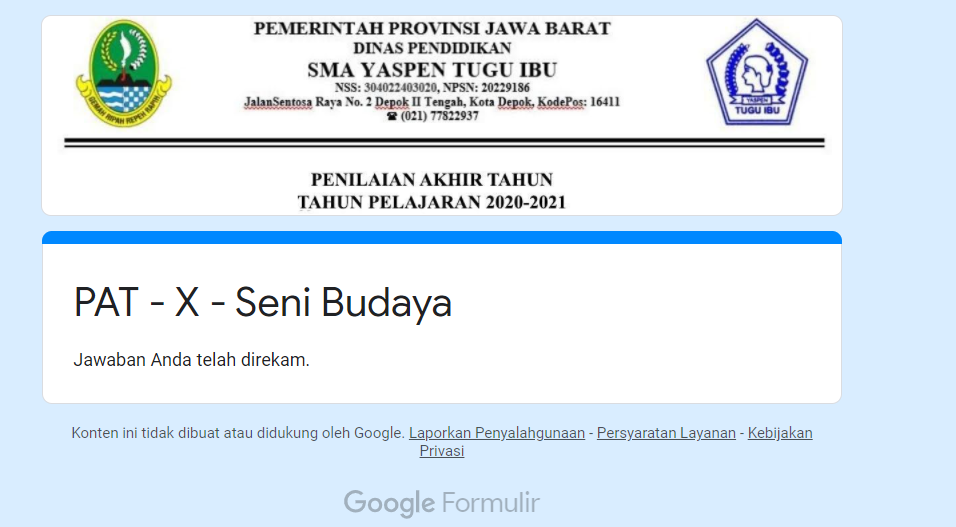 PEMERINTAH PROVINSI JAWA BARAT
DINAS PENDIDIKAN
SMA YASPEN TUGU IBU
NSS: 304022403020, NPSN: 20229186
JalanSentosa Raya No. 2 Depok II Tengah, Kota Depok, KodePos: 16411
☎ (021) 77822937
GEMAH RIPAH REPEH RAPIH
YASPEN
TUGU IBU
PENILAIAN AKHIR TAHUN
TAHUN PELAJARAN 2020-2021
PAT - X - Seni Budaya
Jawaban Anda telah direkam.
Konten ini tidak dibuat atau didukung oleh Google. Laporkan Penyalahgunaan - Persyaratan Layanan - Kebijakan
Privasi
Google Formulir